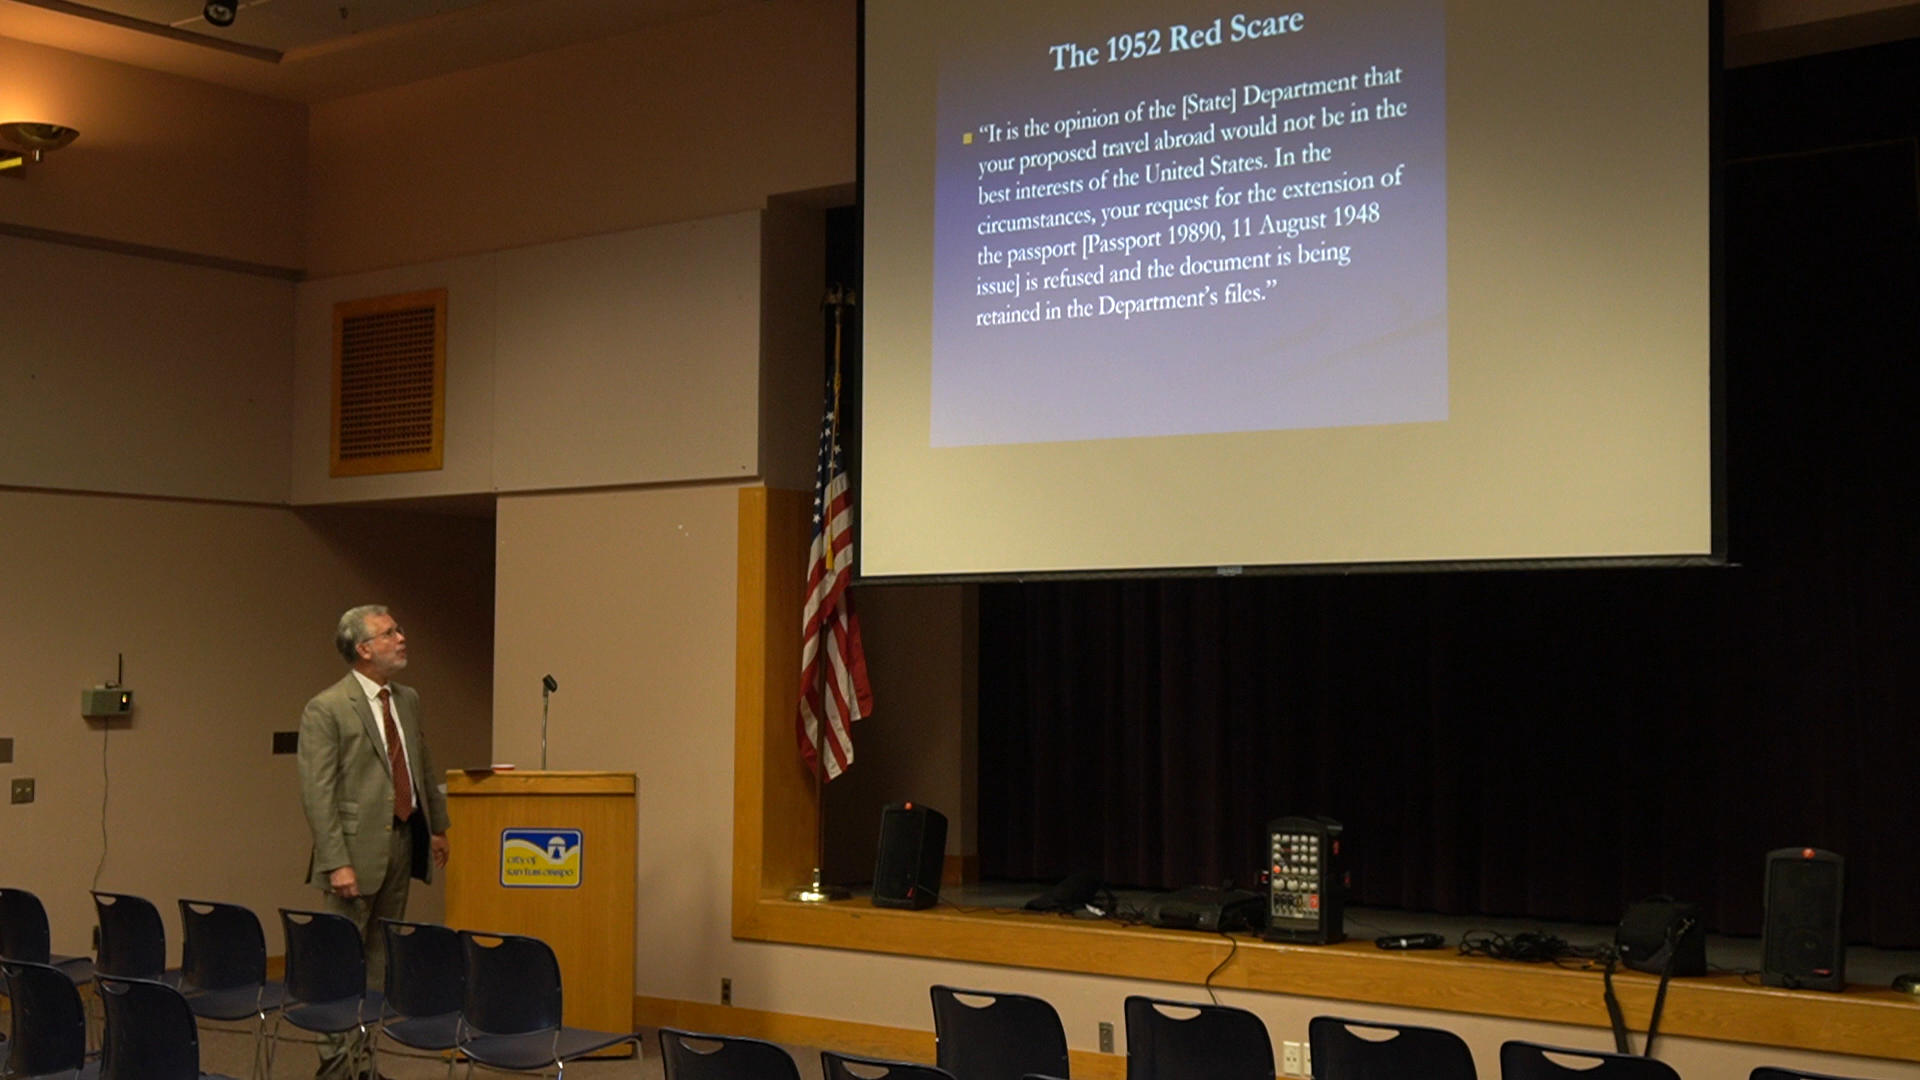 The 1952 Red Scare
“It is the opinion of the [State] Department that
your proposed travel abroad would not be in the
best interests of the United States. In the
circumstances, your request for the extension of
the passport [Passport 19890, 11 August 1948
issue] is refused and the document is being
retained in the Department’s files.”
CITY OF
SAN LUIS OBISPO